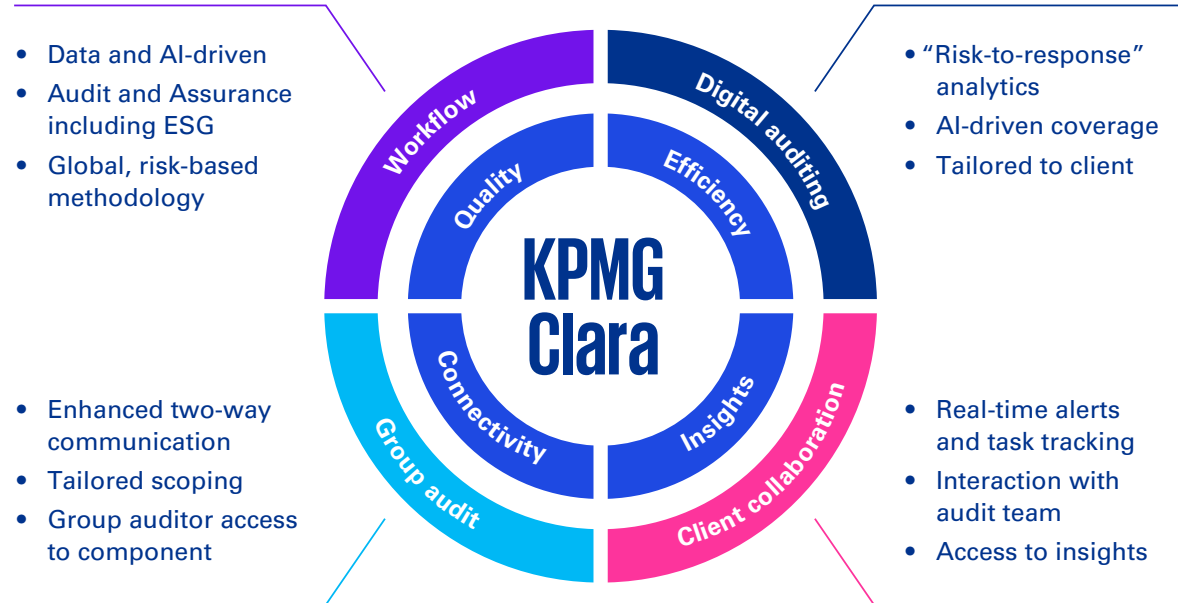 • Data and AI-driven
• Audit and Assurance
including ESG
• Global, risk-based
methodology
Workflow
Digital auditing
• “Risk-to-response”
analytics
• AI-driven coverage
• Tailored to client
Quality
Efficiency
KPMG
Clara
Connectivity
Insights
• Enhanced two-way
communication
• Tailored scoping
• Group auditor access
to component
Group audit
Client collaboration
• Real-time alerts
and task tracking
• Interaction with
audit team
• Access to insights